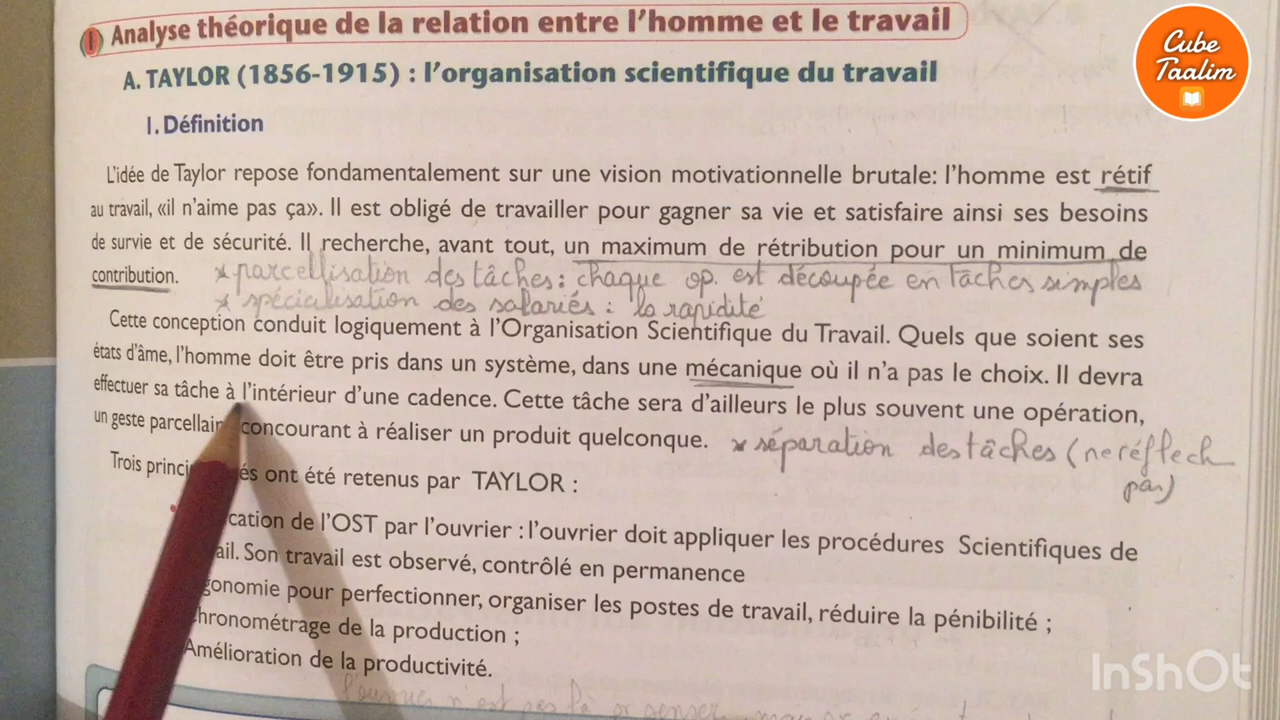 I Analyse théorique de la relation entre l'homme et le travail
Cube
Taalim
A. TAYLOR (1856-1915) : l'organisation scientifique du travail
I. Définition
L'idée de Taylor repose fondamentalement sur une vision motivationnelle brutale: l'homme est rétif
au travail, «il n'aime pas ça». Il est obligé de travailler pour gagner sa vie et satisfaire ainsi ses besoins
de survie et de sécurité. Il recherche, avant tout, un maximum de rétribution pour un minimum de
contribution. * parcellisation des tâches : chaque op. est découpée en tâches simples
* spécialisation des salariés : la rapidité
Cette conception conduit logiquement à l'Organisation Scientifique du Travail. Quels que soient ses
états d'âme, l'homme doit être pris dans un système, dans une mécanique où il n'a pas le choix. Il devra
effectuer sa tâche à l'intérieur d'une cadence. Cette tâche sera d'ailleurs le plus souvent une opération,
un geste parcellair concourant à réaliser un produit quelconque. * séparation des tâches (ne réflech
pas)
Trois princi és ont été retenus par TAYLOR :
cation de l'OST par l'ouvrier : l'ouvrier doit appliquer les procédures Scientifiques de
ail. Son travail est observé, contrôlé en permanence
gonomie pour perfectionner, organiser les postes de travail, réduire la pénibilité ;
hronométrage de la production ;
Amélioration de la productivité.
l'ouvrier n'est pas là
InShOt